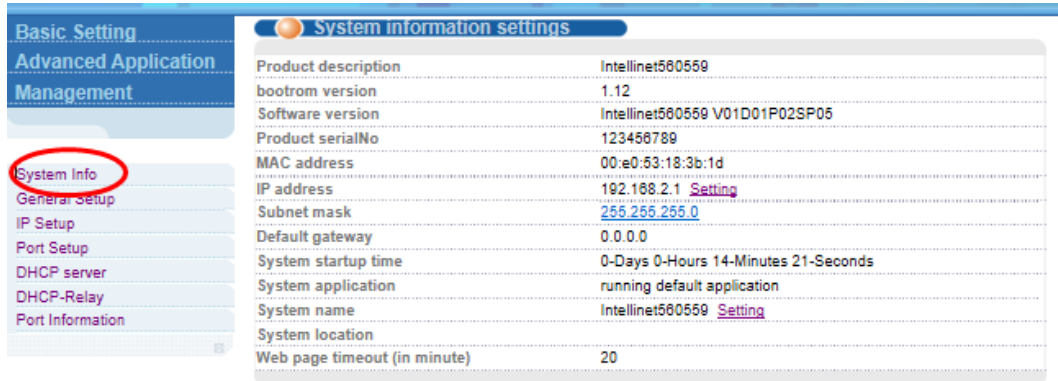 Basic Setting
Advanced Application
Management
System Info
General Setup
IP Setup
Port Setup
DHCP server
DHCP-Relay
Port Information
System information settings
Product description Intellinet560559
bootrom version 1.12
Software version Intellinet560559 V01D01P02SP05
Product serialNo 123456789
MAC address 00:e0:53:18:3b:1d
IP address 192.168.2.1 Setting
Subnet mask 255.255.255.0
Default gateway 0.0.0.0
System startup time 0-Days 0-Hours 14-Minutes 21-Seconds
System application running default application
System name Intellinet560559 Setting
System location
Web page timeout (in minute) 20